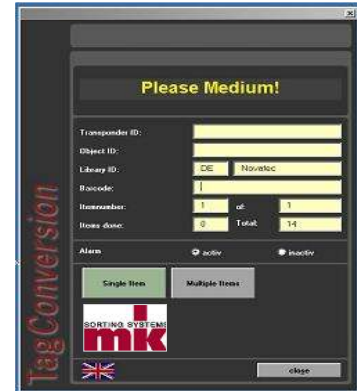 Please Medium!
Transponder ID:
Object ID:
Library ID: DE Novatec
Barcode:
Itemnumber: 1 of: 1
Items done: 0 Total: 14
Alarm activ inactiv
Single Item Multiple Items
SORTING SYSTEMS
mk
close
TagConversion